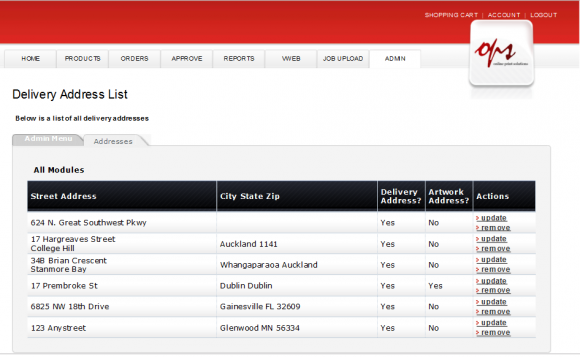 SHOPPING CART | ACCOUNT | LOGOUT
HOME PRODUCTS ORDERS APPROVE REPORTS VWEB JOB UPLOAD ADMIN
ops
online print solutions
Delivery Address List
Below is a list of all delivery addresses
Admin Menu Addresses
All Modules
Street Address City State Zip Delivery Address? Artwork Address? Actions
624 N. Great Southwest Pkwy Yes No > update
> remove
17 Hargreaves Street
College Hill Auckland 1141 Yes No > update
> remove
34B Brian Crescent
Stanmore Bay Whangaparaoa Auckland Yes No > update
> remove
17 Prembroke St Dublin Dublin Yes Yes > update
> remove
6825 NW 18th Drive Gainesville FL 32609 Yes No > update
> remove
123 Anystreet Glenwood MN 56334 Yes No > update
> remove